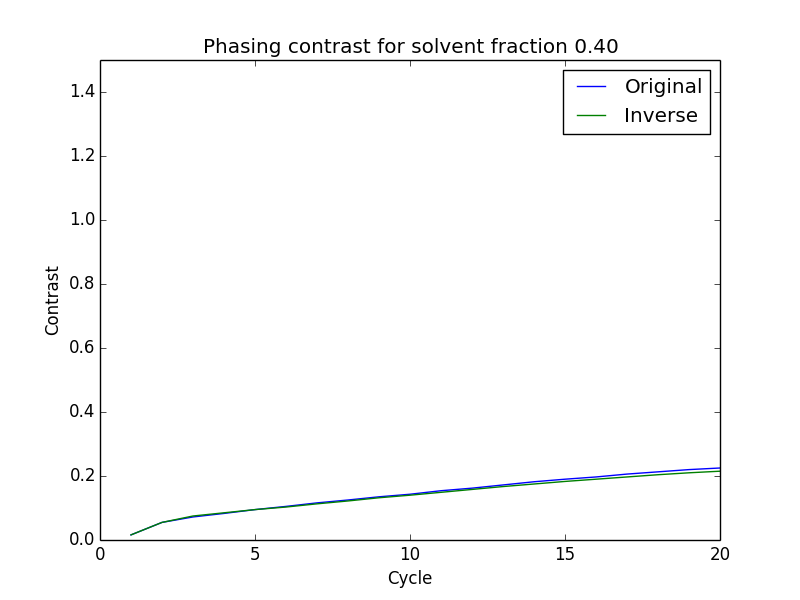 Phasing contrast for solvent fraction 0.40
Original
Inverse
1.4
1.2
1.0
0.8
0.6
0.4
0.2
0.0
Contrast
0 5 10 15 20
Cycle